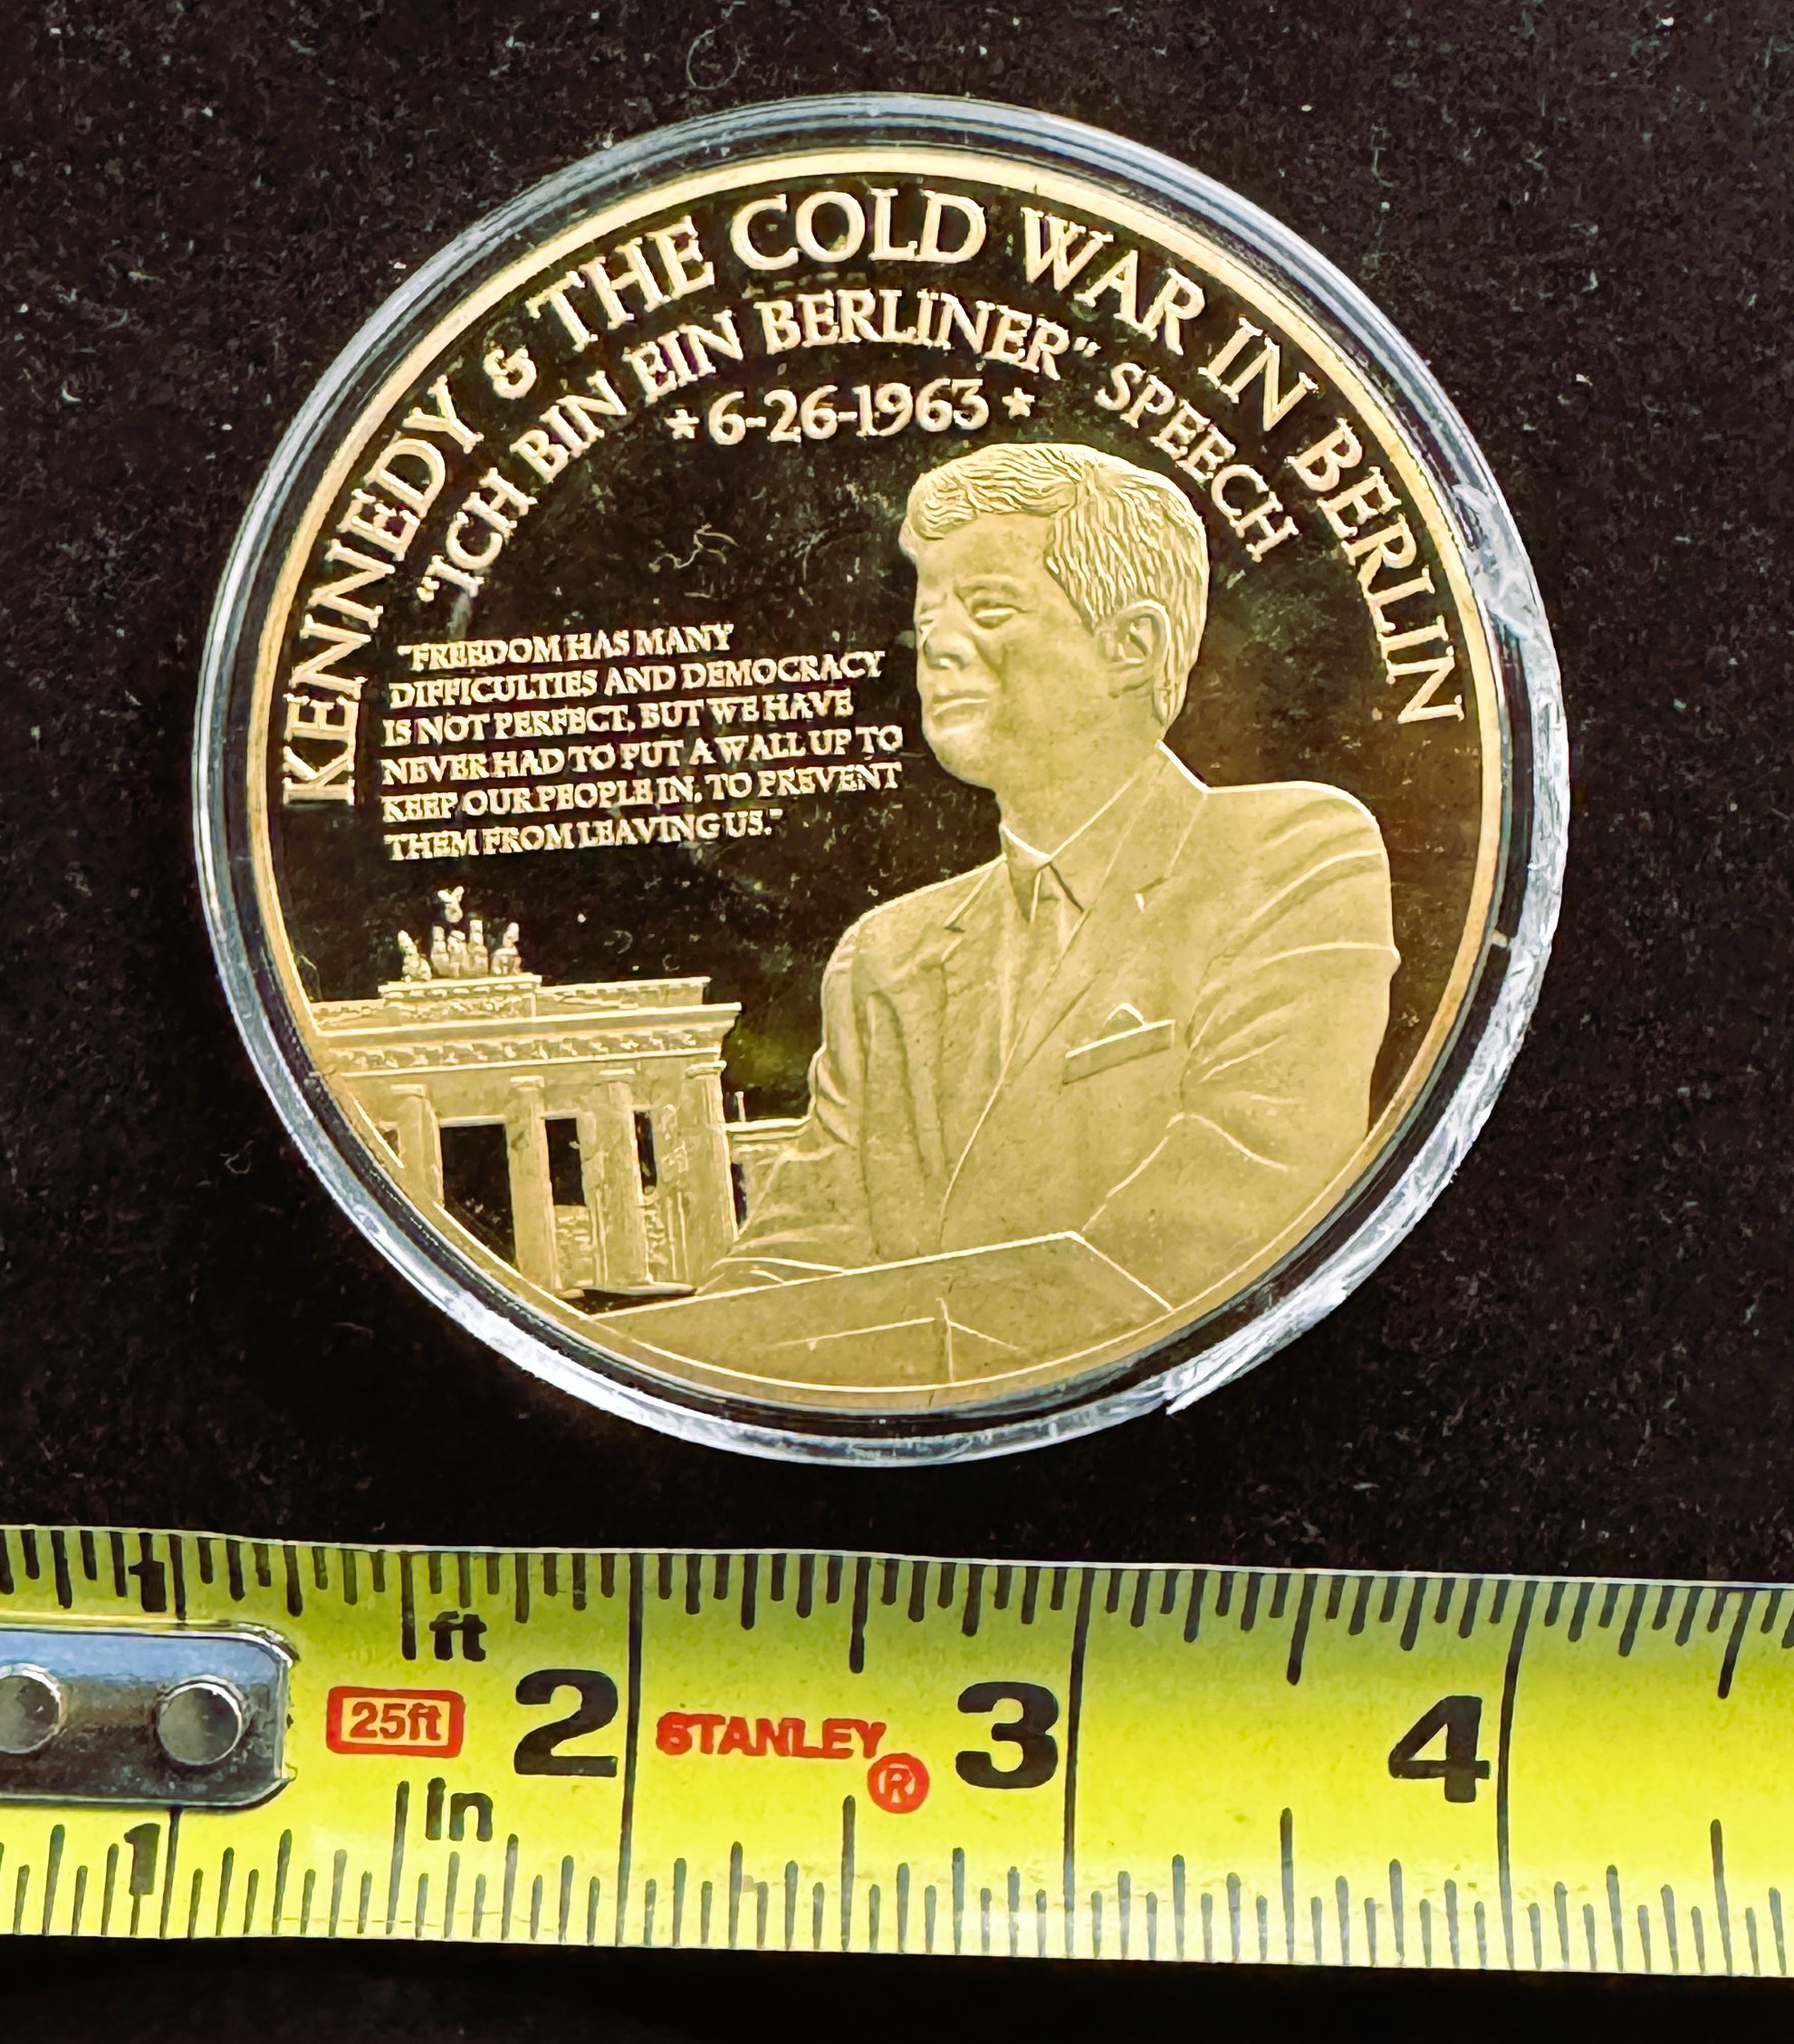 KENNEDY & THE COLD WAR IN BERLIN
"ICH BIN EIN BERLINER" SPEECH
★ 6-26-1963 ★
"FREEDOM HAS MANY
DIFFICULTIES AND DEMOCRACY
IS NOT PERFECT, BUT WE HAVE
NEVER HAD TO PUT A WALL UP TO
KEEP OUR PEOPLE IN, TO PREVENT
THEM FROM LEAVING US."
1 ft
25ft 2 STANLEY® 3 4
in
1